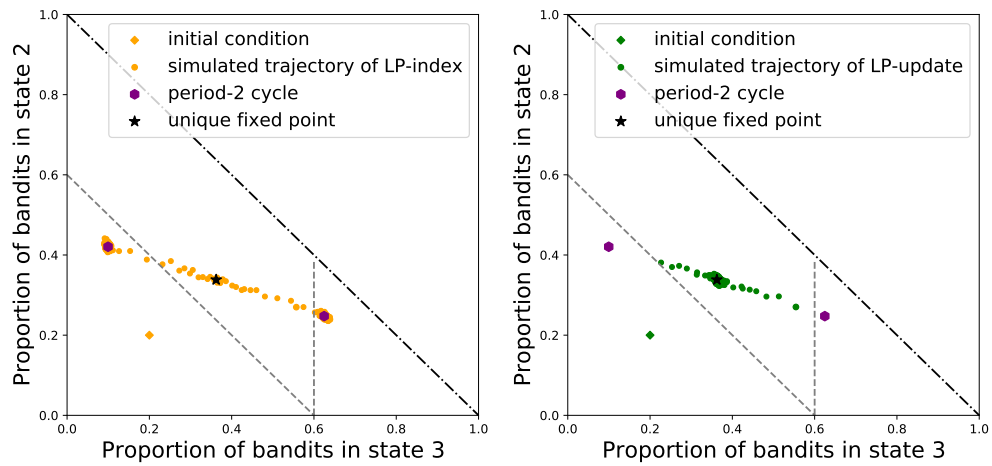 1.0
0.8
0.6
0.4
0.2
0.0
0.0 0.2 0.4 0.6 0.8 1.0
Proportion of bandits in state 2
Proportion of bandits in state 3
initial condition
simulated trajectory of LP-index
period-2 cycle
unique fixed point
1.0
0.8
0.6
0.4
0.2
0.0
0.0 0.2 0.4 0.6 0.8 1.0
Proportion of bandits in state 2
Proportion of bandits in state 3
initial condition
simulated trajectory of LP-update
period-2 cycle
unique fixed point